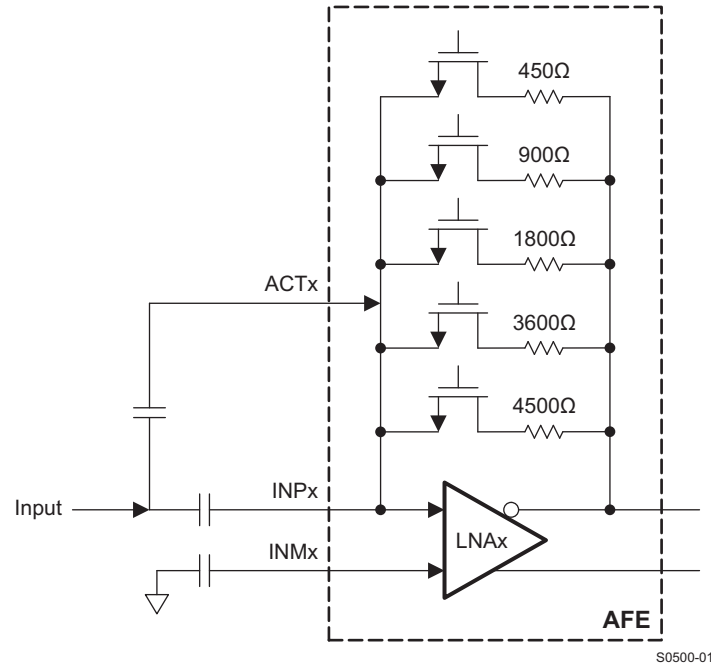 450Ω
900Ω
1800Ω
ACTx
3600Ω
4500Ω
Input
INPx
LNAx
INMx
AFE
S0500-01